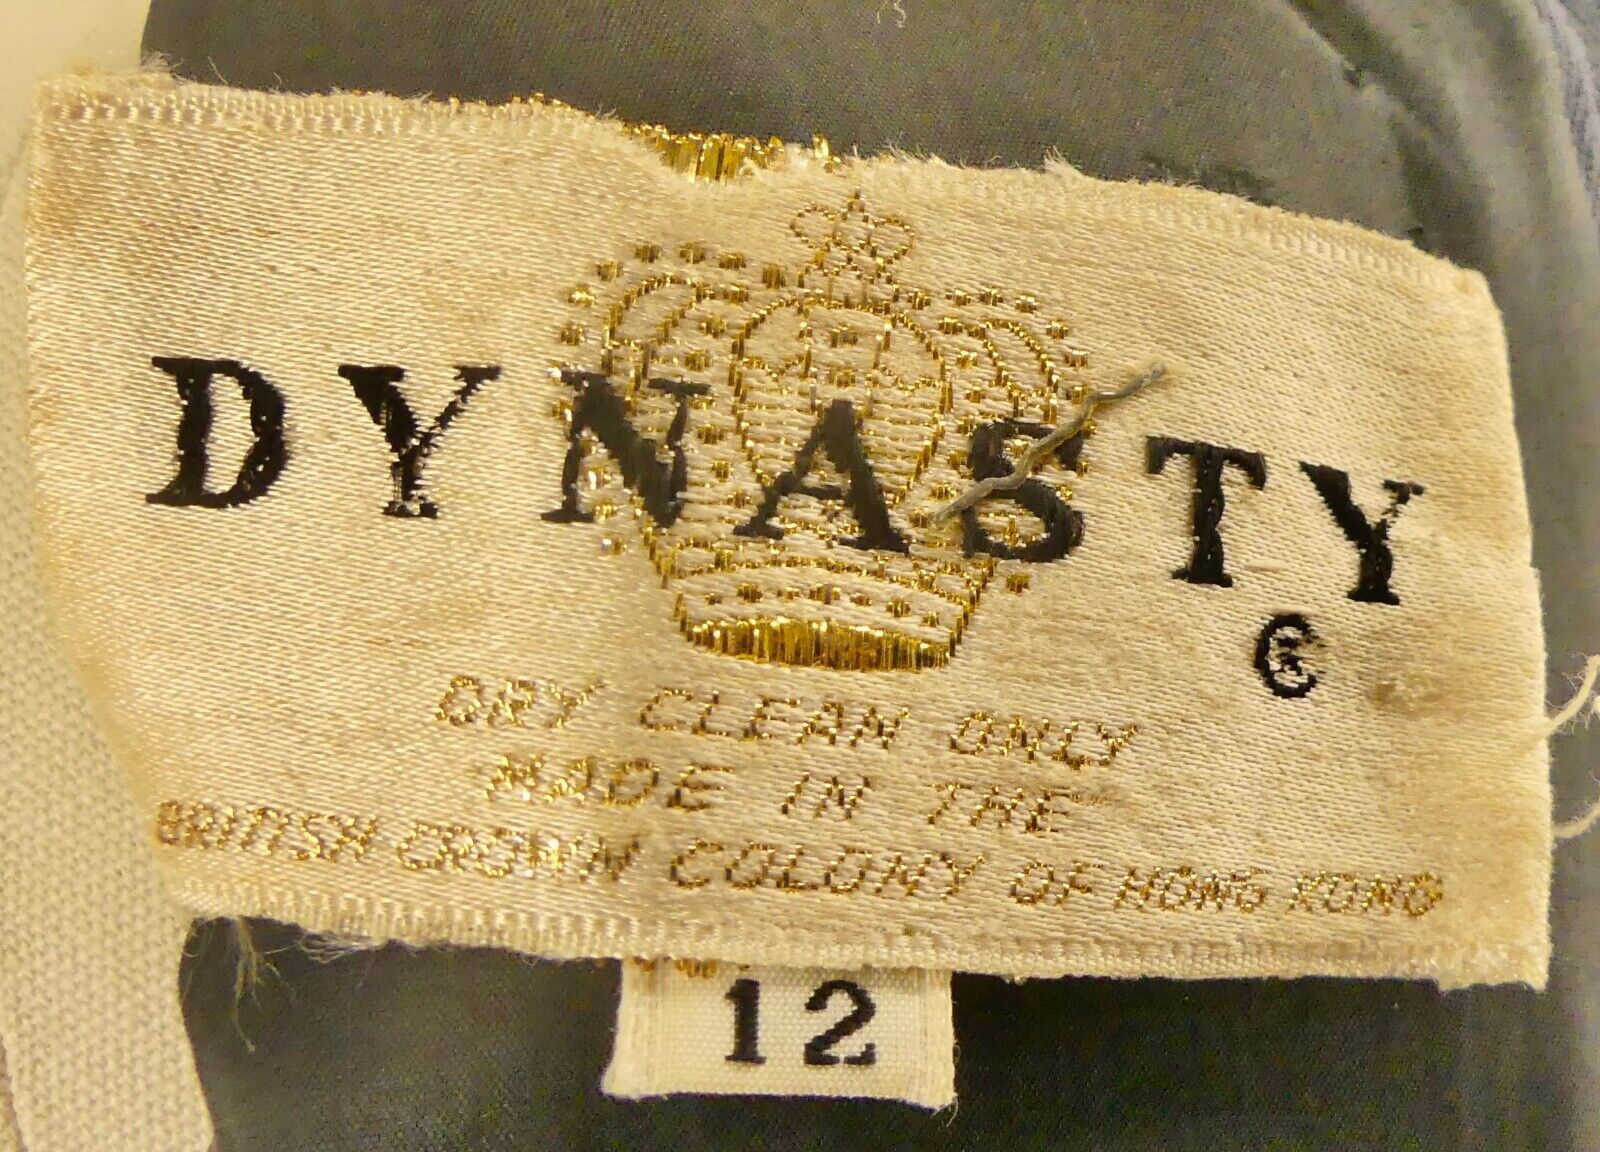 DYNASTY
®
DRY CLEAN ONLY
MADE IN THE
BRITISH CROWN COLONY OF HONG KONG
12